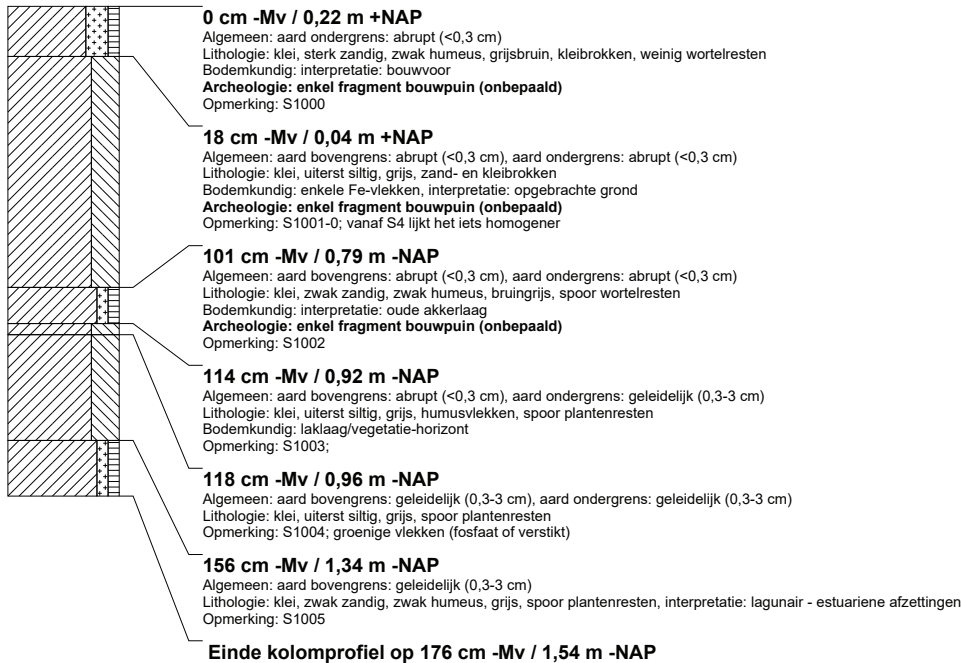 0 cm -Mv / 0,22 m +NAP
Algemeen: aard ondergrens: abrupt (<0,3 cm)
Lithologie: klei, sterk zandig, zwak humeus, grijsbruin, kleibrokken, weinig wortelresten
Bodemkundig: interpretatie: bouwvoor
Archeologie: enkel fragment bouwpuin (onbepaald)
Opmerking: S1000
18 cm -Mv / 0,04 m +NAP
Algemeen: aard bovengrens: abrupt (<0,3 cm), aard ondergrens: abrupt (<0,3 cm)
Lithologie: klei, uiterst siltig, grijs, zand- en kleibrokken
Bodemkundig: enkele Fe-vlekken, interpretatie: opgebrachte grond
Archeologie: enkel fragment bouwpuin (onbepaald)
Opmerking: S1001-0; vanaf S4 lijkt het iets homogener
101 cm -Mv / 0,79 m -NAP
Algemeen: aard bovengrens: abrupt (<0,3 cm), aard ondergrens: abrupt (<0,3 cm)
Lithologie: klei, zwak zandig, zwak humeus, bruingrijs, spoor wortelresten
Bodemkundig: interpretatie: oude akkerlaag
Archeologie: enkel fragment bouwpuin (onbepaald)
Opmerking: S1002
114 cm -Mv / 0,92 m -NAP
Algemeen: aard bovengrens: abrupt (<0,3 cm), aard ondergrens: geleidelijk (0,3-3 cm)
Lithologie: klei, uiterst siltig, grijs, humusvlekken, spoor plantenresten
Bodemkundig: laklaag/vegetatie-horizont
Opmerking: S1003;
118 cm -Mv / 0,96 m -NAP
Algemeen: aard bovengrens: geleidelijk (0,3-3 cm), aard ondergrens: geleidelijk (0,3-3 cm)
Lithologie: klei, uiterst siltig, grijs, spoor plantenresten
Opmerking: S1004; groenige vlekken (fosfaat of verstikt)
156 cm -Mv / 1,34 m -NAP
Algemeen: aard bovengrens: geleidelijk (0,3-3 cm)
Lithologie: klei, zwak zandig, zwak humeus, grijs, spoor plantenresten, interpretatie: lagunair - estuariene afzettingen
Opmerking: S1005
Einde kolomprofiel op 176 cm -Mv / 1,54 m -NAP